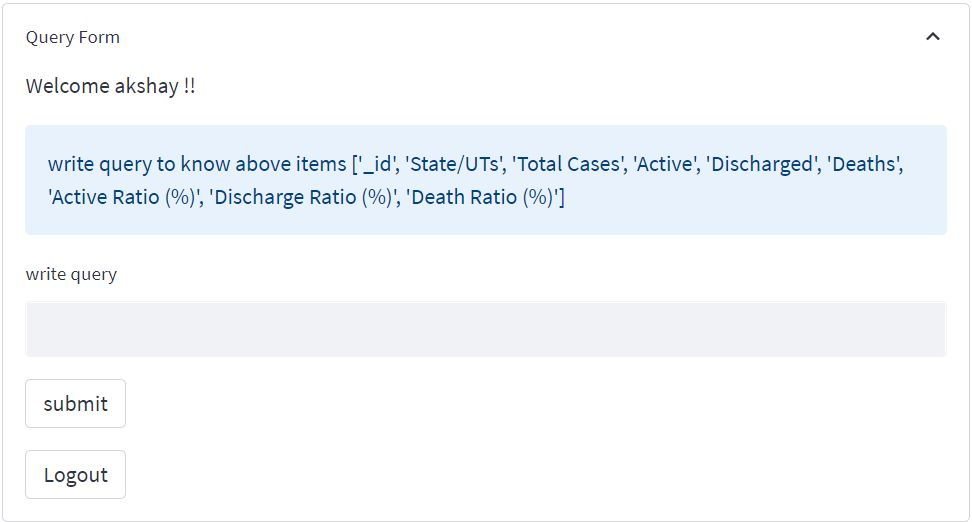 Query Form
Welcome akshay !!
write query to know above items ['_id', 'State/UTs', 'Total Cases', 'Active', 'Discharged', 'Deaths',
'Active Ratio (%)', 'Discharge Ratio (%)', 'Death Ratio (%)']
write query
submit
Logout